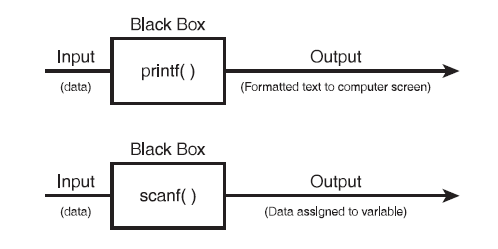 Black Box
Input
printf( )
Output
(data)
(Formatted text to computer screen)
Black Box
Input
scanf( )
Output
(data)
(Data assigned to variable)